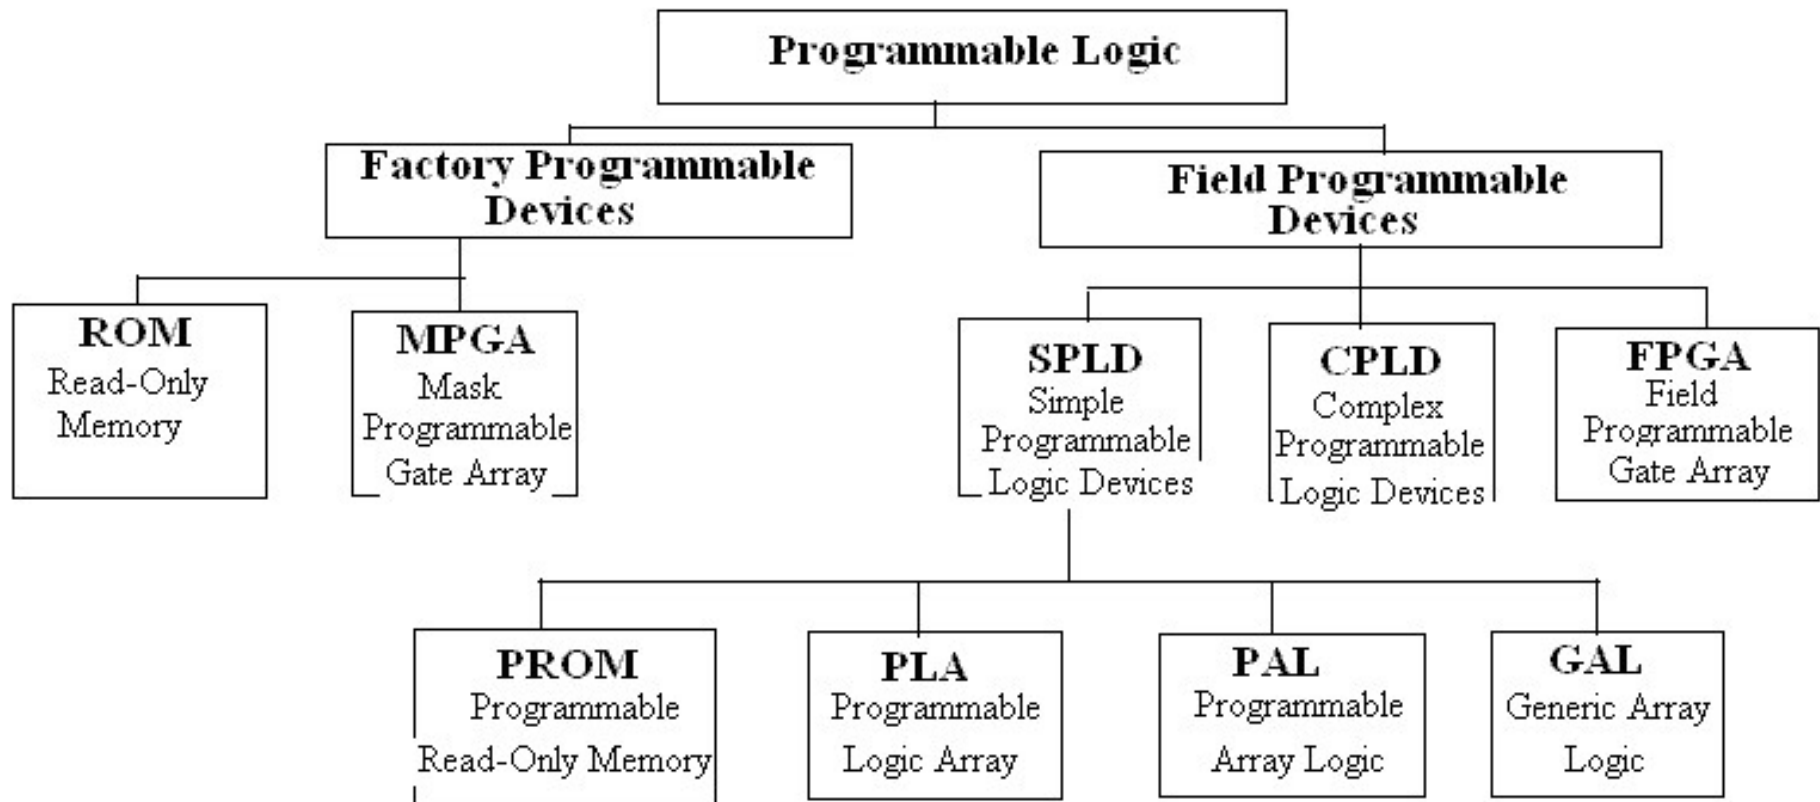 Programmable Logic
Factory Programmable
Devices
Field Programmable
Devices
ROM
Read-Only
Memory
MPGA
Mask
Programmable
Gate Array
SPLD
Simple
Programmable
Logic Devices
CPLD
Complex
Programmable
Logic Devices
FPGA
Field
Programmable
Gate Array
PROM
Programmable
Read-Only Memory
PLA
Programmable
Logic Array
PAL
Programmable
Array Logic
GAL
Generic Array
Logic